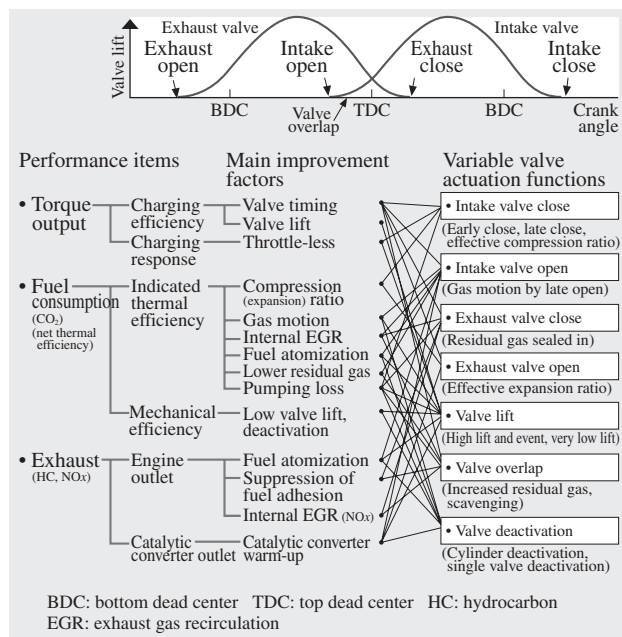 Valve lift
Exhaust valve
Intake valve
Exhaust open
Intake open
Exhaust close
Intake close
BDC
Valve overlap
TDC
BDC
Crank angle
Performance items
Main improvement factors
Variable valve actuation functions
• Torque output
Charging efficiency
Valve timing
Valve lift
Charging response
Throttle-less
• Fuel consumption
(CO₂)
(net thermal efficiency)
Indicated thermal efficiency
Compression (expansion) ratio
Gas motion
Internal EGR
Fuel atomization
Lower residual gas
Pumping loss
Mechanical efficiency
Low valve lift, deactivation
• Exhaust
(HC, NOx)
Engine outlet
Fuel atomization
Suppression of fuel adhesion
Internal EGR (NOx)
Catalytic converter outlet
Catalytic converter warm-up
• Intake valve close
(Early close, late close,
effective compression ratio)
• Intake valve open
(Gas motion by late open)
• Exhaust valve close
(Residual gas sealed in)
• Exhaust valve open
(Effective expansion ratio)
• Valve lift
(High lift and event, very low lift)
• Valve overlap
(Increased residual gas,
scavenging)
• Valve deactivation
(Cylinder deactivation,
single valve deactivation)
BDC: bottom dead center TDC: top dead center HC: hydrocarbon
EGR: exhaust gas recirculation